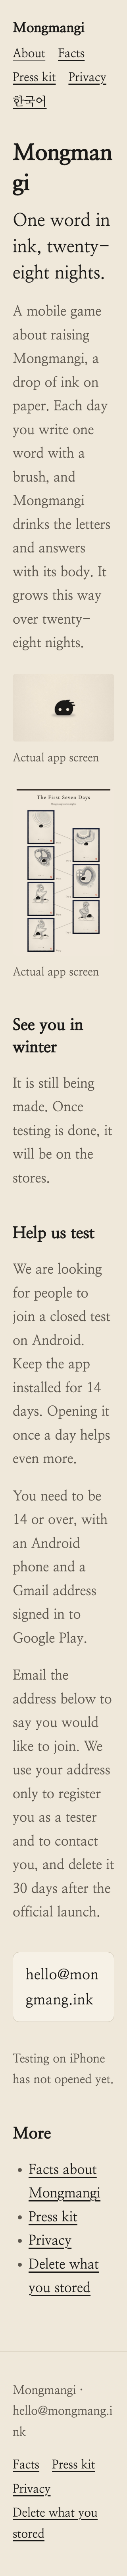 Mongmangi
About Facts
Press kit Privacy
한국어
Mongman
gi
One word in
ink, twenty-
eight nights.
A mobile game
about raising
Mongmangi, a
drop of ink on
paper. Each day
you write one
word with a
brush, and
Mongmangi
drinks the letters
and answers
with its body. It
grows this way
over twenty-
eight nights.
Actual app screen
The First Seven Days
Actual app screen
See you in
winter
It is still being
made. Once
testing is done, it
will be on the
stores.
Help us test
We are looking
for people to
join a closed test
on Android.
Keep the app
installed for 14
days. Opening it
once a day helps
even more.
You need to be
14 or over, with
an Android
phone and a
Gmail address
signed in to
Google Play.
Email the
address below to
say you would
like to join. We
use your address
only to register
you as a tester
and to contact
you, and delete it
30 days after the
official launch.
hello@mon
gmang.ink
Testing on iPhone
has not opened yet.
More
• Facts about
Mongmangi
• Press kit
• Privacy
• Delete what
you stored
Mongmangi ·
hello@mongmang.i
nk
Facts Press kit
Privacy
Delete what you
stored